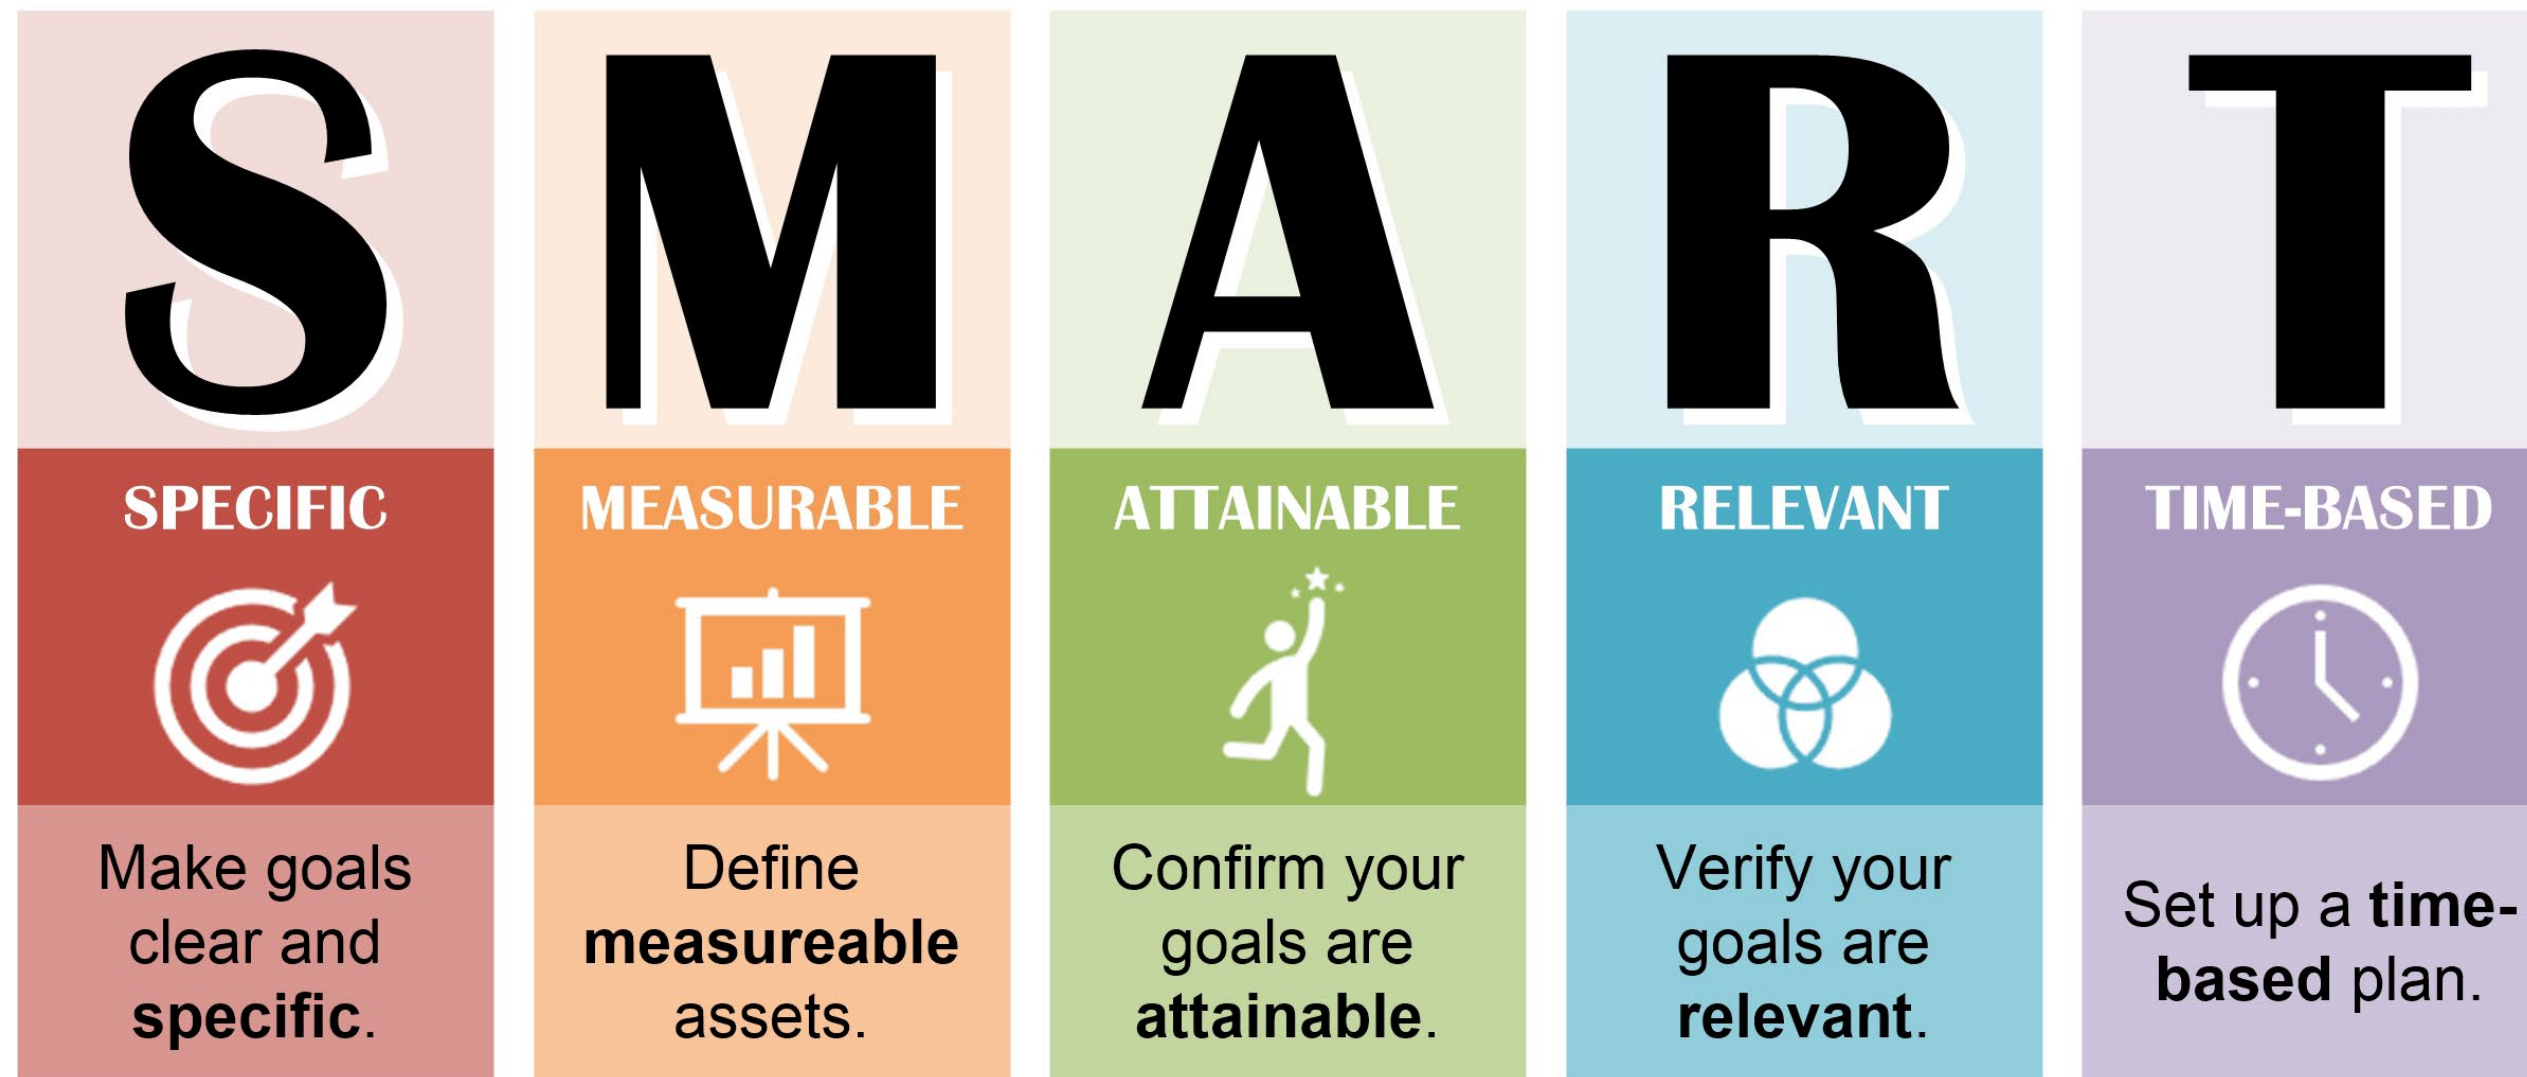 S
SPECIFIC
Make goals
clear and
specific.
M
MEASURABLE
Define
measureable
assets.
A
ATTAINABLE
Confirm your
goals are
attainable.
R
RELEVANT
Verify your
goals are
relevant.
T
TIME-BASED
Set up a time-
based plan.